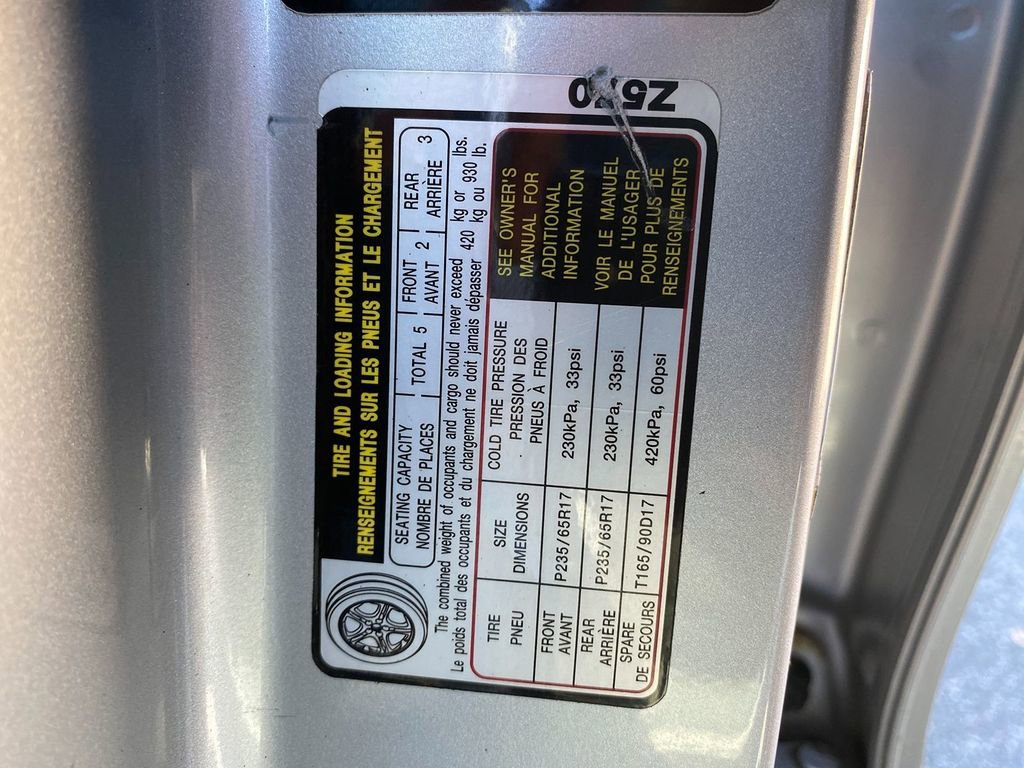 TIRE AND LOADING INFORMATION
RENSEIGNEMENTS SUR LES PNEUS ET LE CHARGEMENT
SEATING CAPACITY
NOMBRE DE PLACES
TOTAL 5
FRONT
AVANT 2
REAR
ARRIÈRE 3
The combined weight of occupants and cargo should never exceed 420 kg or 930 lbs.
Le poids total des occupants et du chargement ne doit jamais dépasser 420 kg ou 930 lb.
TIRE
PNEU
SIZE
DIMENSIONS
COLD TIRE PRESSURE
PRESSION DES
PNEUS À FROID
FRONT
AVANT
P235/65R17
230kPa, 33psi
REAR
ARRIÈRE
P235/65R17
230kPa, 33psi
SPARE
DE SECOURS
T165/90D17
420kPa, 60psi
SEE OWNER'S
MANUAL FOR
ADDITIONAL
INFORMATION
VOIR LE MANUEL
DE L'USAGER
POUR PLUS DE
RENSEIGNEMENTS